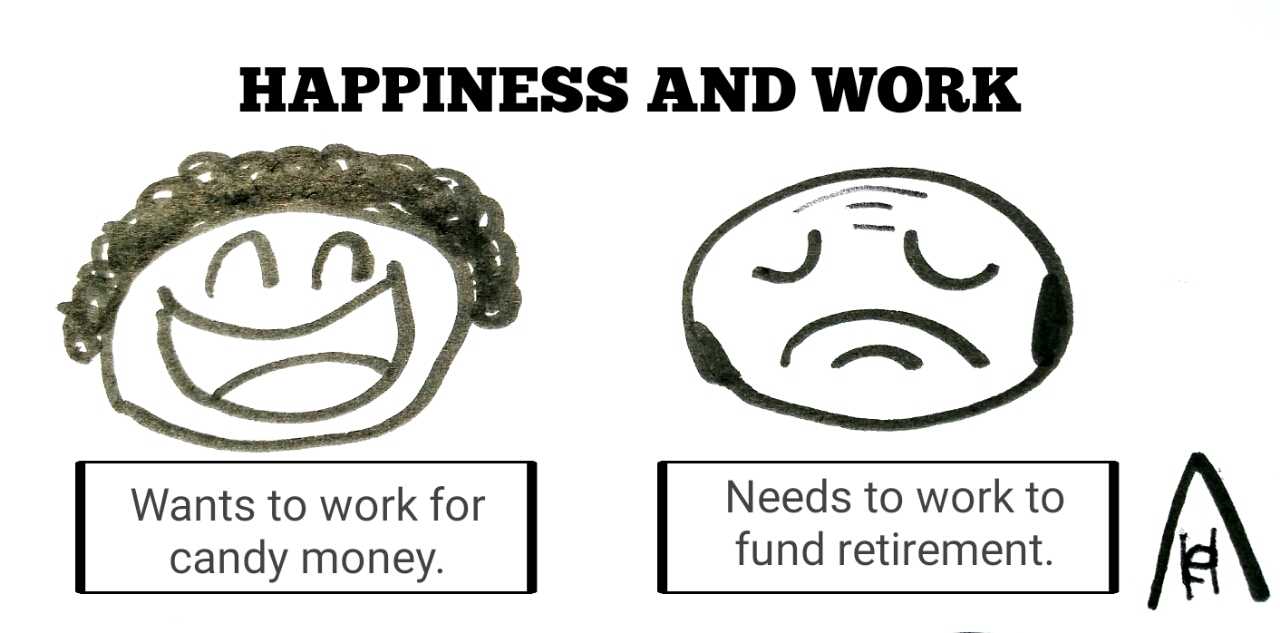 HAPPINESS AND WORK
Wants to work for
candy money.
Needs to work to
fund retirement.